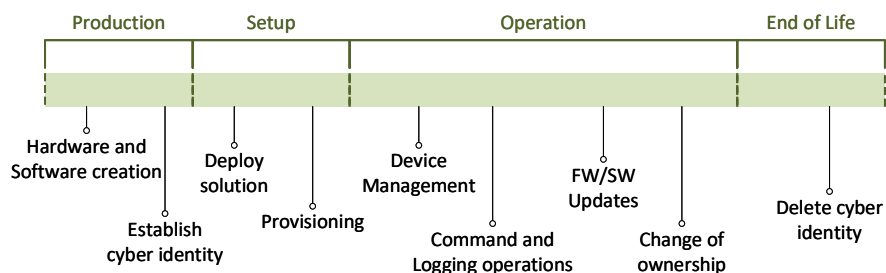 Production
Setup
Operation
End of Life
Hardware and
Software creation
Establish
cyber identity
Deploy
solution
Provisioning
Device
Management
Command and
Logging operations
FW/SW
Updates
Change of
ownership
Delete cyber
identity